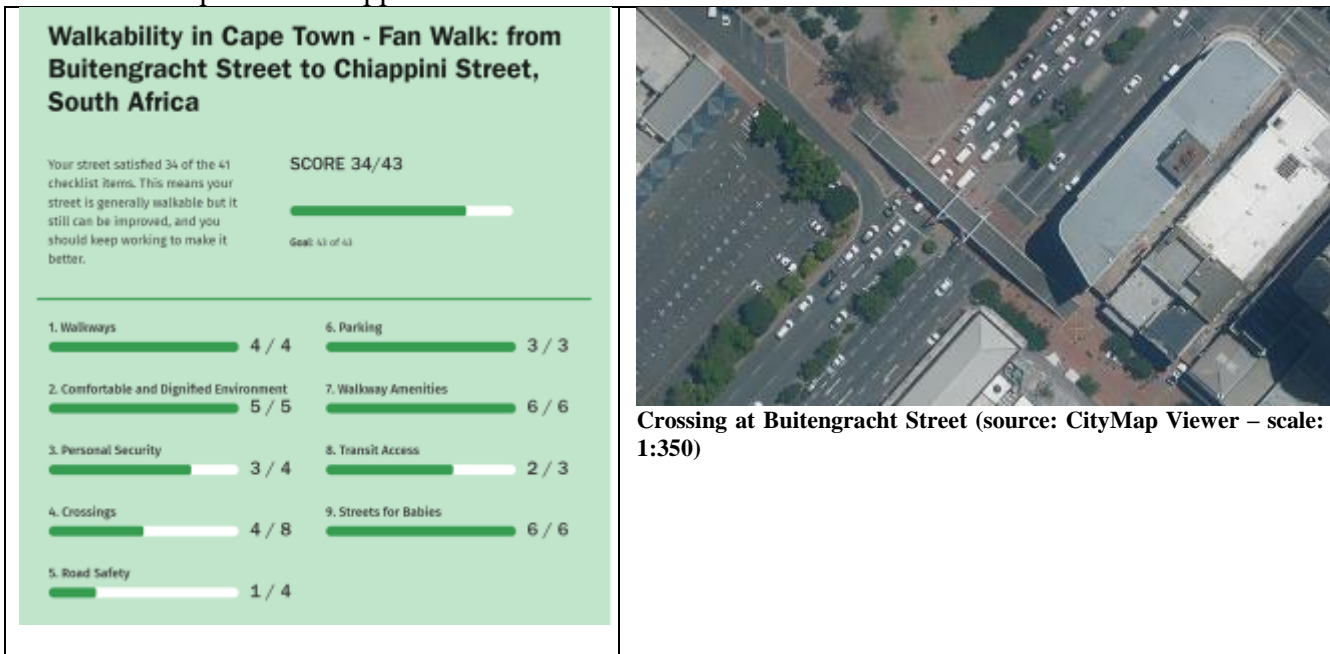 Walkability in Cape Town - Fan Walk: from
Buitengracht Street to Chiappini Street,
South Africa
Your street satisfied 34 of the 41
checklist items. This means your
street is generally walkable but it
still can be improved, and you
should keep working to make it
better.
SCORE 34/43
Goal: 43 of 43
1. Walkways
4 / 4
2. Comfortable and Dignified Environment
5 / 5
3. Personal Security
3 / 4
4. Crossings
4 / 8
5. Road Safety
1 / 4
6. Parking
3 / 3
7. Walkway Amenities
6 / 6
8. Transit Access
2 / 3
9. Streets for Babies
6 / 6
Crossing at Buitengracht Street (source: CityMap Viewer – scale:
1:350)